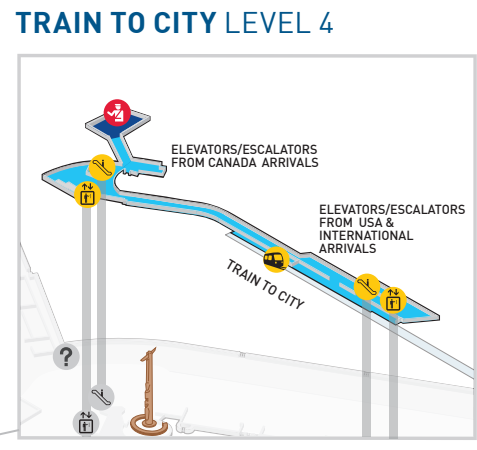 TRAIN TO CITY LEVEL 4
ELEVATORS/ESCALATORS
FROM CANADA ARRIVALS
ELEVATORS/ESCALATORS
FROM USA &
INTERNATIONAL
ARRIVALS
TRAIN TO CITY
?